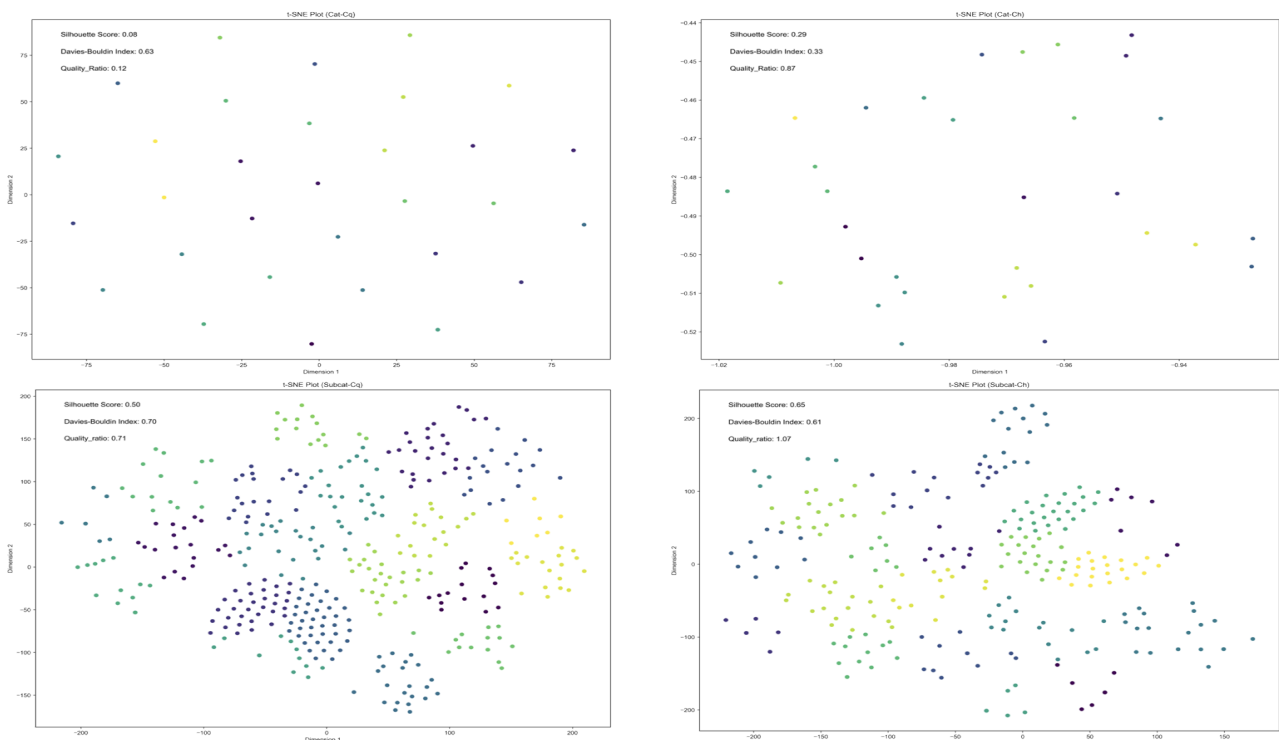 t-SNE Plot (Cat-Cq)
Silhouette Score: 0.08
Davies-Bouldin Index: 0.63
Quality_Ratio: 0.12
75
50
25
0
−25
−50
−75
Dimension 2
−75
−50
−25
0
25
50
75
Dimension 1
t-SNE Plot (Cat-Ch)
Silhouette Score: 0.29
Davies-Bouldin Index: 0.33
Quality_Ratio: 0.87
−0.44
−0.45
−0.46
−0.47
−0.48
−0.49
−0.50
−0.51
−0.52
Dimension 2
−1.02
−1.00
−0.98
−0.96
−0.94
Dimension 1
t-SNE Plot (Subcat-Cq)
Silhouette Score: 0.50
Davies-Bouldin Index: 0.70
Quality_ratio: 0.71
200
150
100
50
0
−50
−100
−150
Dimension 2
−200
−100
0
100
200
Dimension 1
t-SNE Plot (Subcat-Ch)
Silhouette Score: 0.65
Davies-Bouldin Index: 0.61
Quality_ratio: 1.07
200
100
0
−100
−200
Dimension 2
−200
−150
−100
−50
0
50
100
150